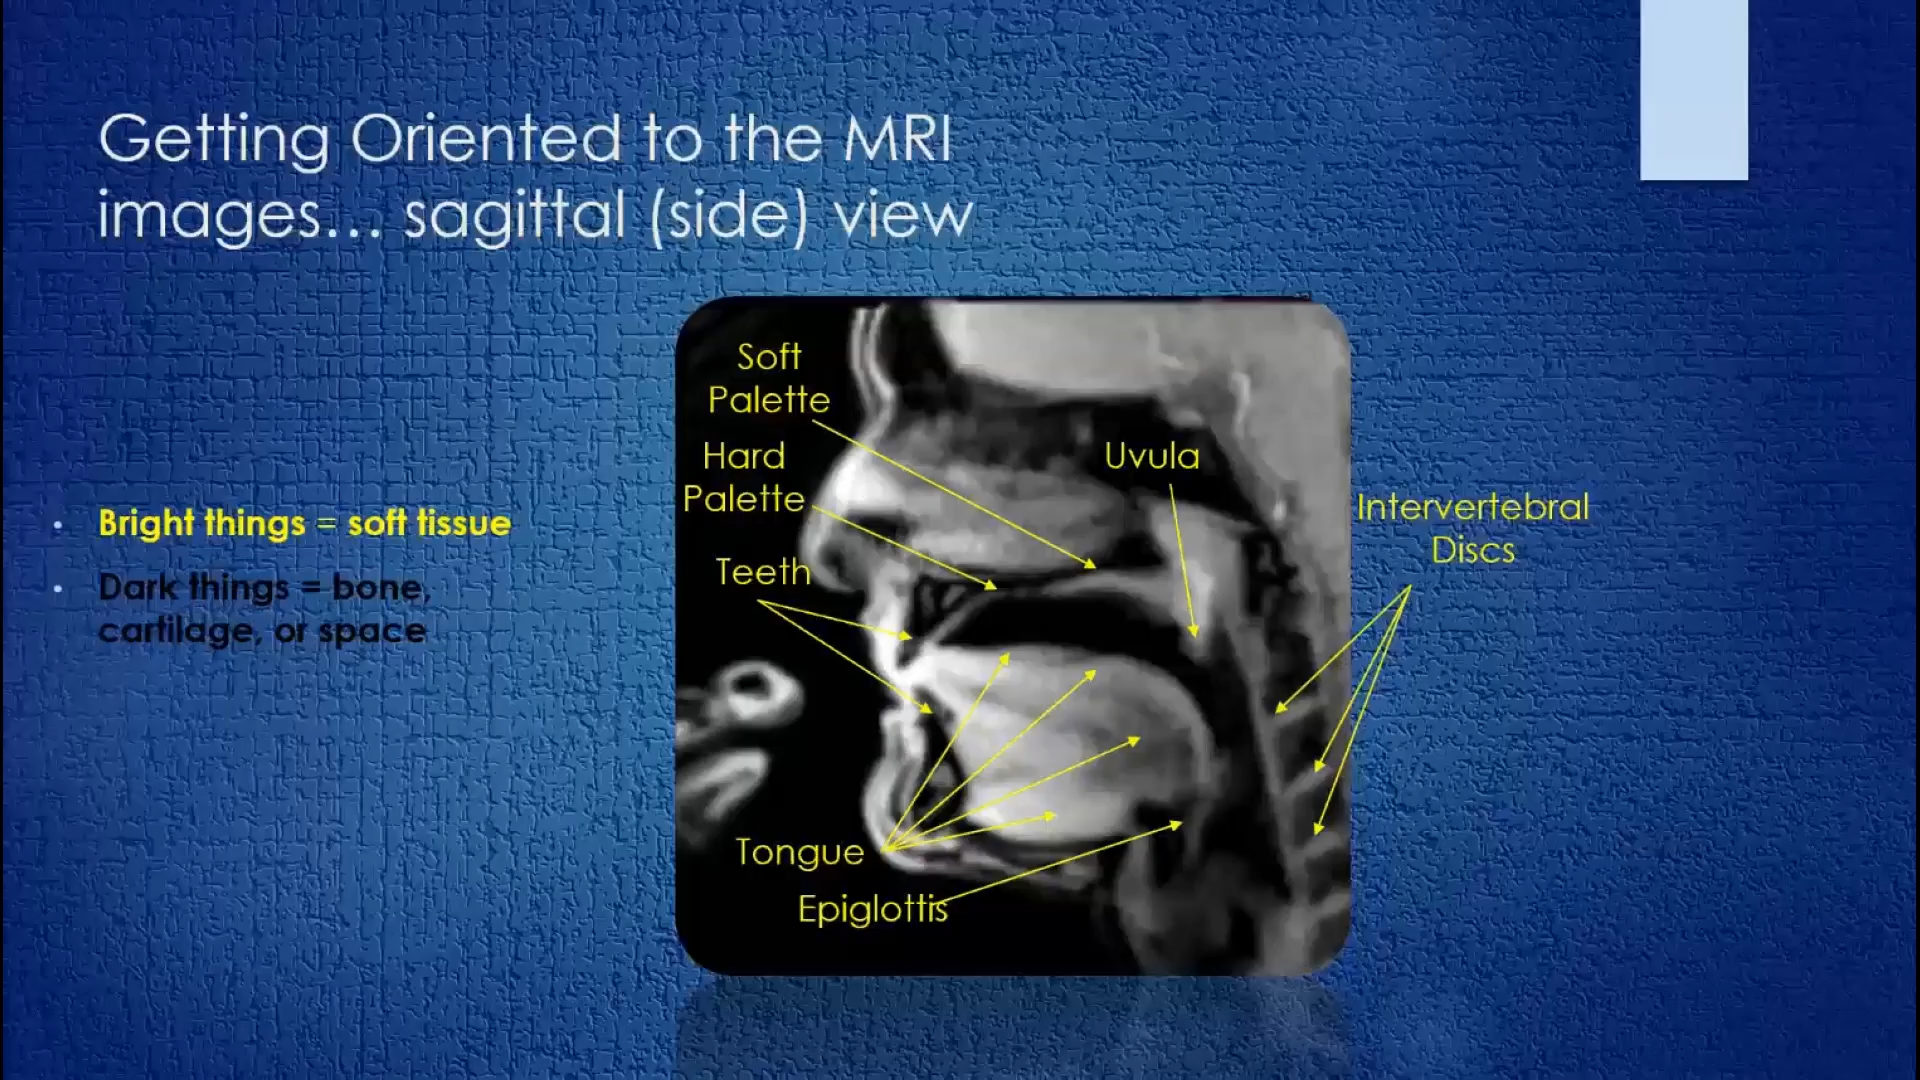 Getting Oriented to the MRI
images... sagittal (side) view
Bright things = soft tissue
Dark things = bone,
cartilage, or space
Soft
Palette
Hard
Palette
Teeth
Uvula
Intervertebral
Discs
Tongue
Epiglottis